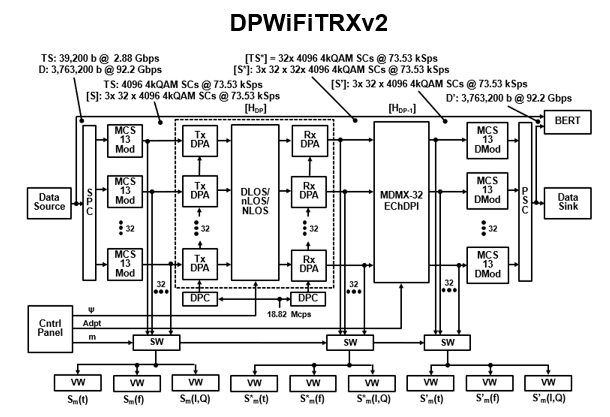 DPWiFiTRXv2
TS: 39,200 b @ 2.88 Gbps
D: 3,763,200 b @ 92.2 Gbps
TS: 4096 4kQAM SCs @ 73.53 kSps
[S]: 3x 32 x 4096 4kQAM SCs @ 73.53 kSps
[TS*] = 32x 4096 4kQAM SCs @ 73.53 kSps
[S*]: 3x 32 x 32x 4096 4kQAM SCs @ 73.53 kSps
[S']: 3x 32 x 4096 4kQAM SCs @ 73.53 kSps
D': 3,763,200 b @ 92.2 Gbps
[HDP]
[HDP-1]
Data
Source
SPC
MCS
13
Mod
MCS
13
Mod
32
MCS
13
Mod
Tx
DPA
Tx
DPA
32
Tx
DPA
DLOS/
nLOS/
NLOS
Rx
DPA
Rx
DPA
32
Rx
DPA
MDMX-32
EChDPI
MCS
13
DMod
MCS
13
DMod
32
MCS
13
DMod
PSC
BERT
Data
Sink
DPC
DPC
18.82 Mcps
32
32
32
Cntrl
Panel
Ψ
Adpt
m
SW
SW
SW
VW
VW
VW
VW
VW
VW
VW
VW
VW
Sm(t)
Sm(f)
Sm(I,Q)
S*m(t)
S*m(f)
S*m(I,Q)
S'm(t)
S'm(f)
S'm(I,Q)